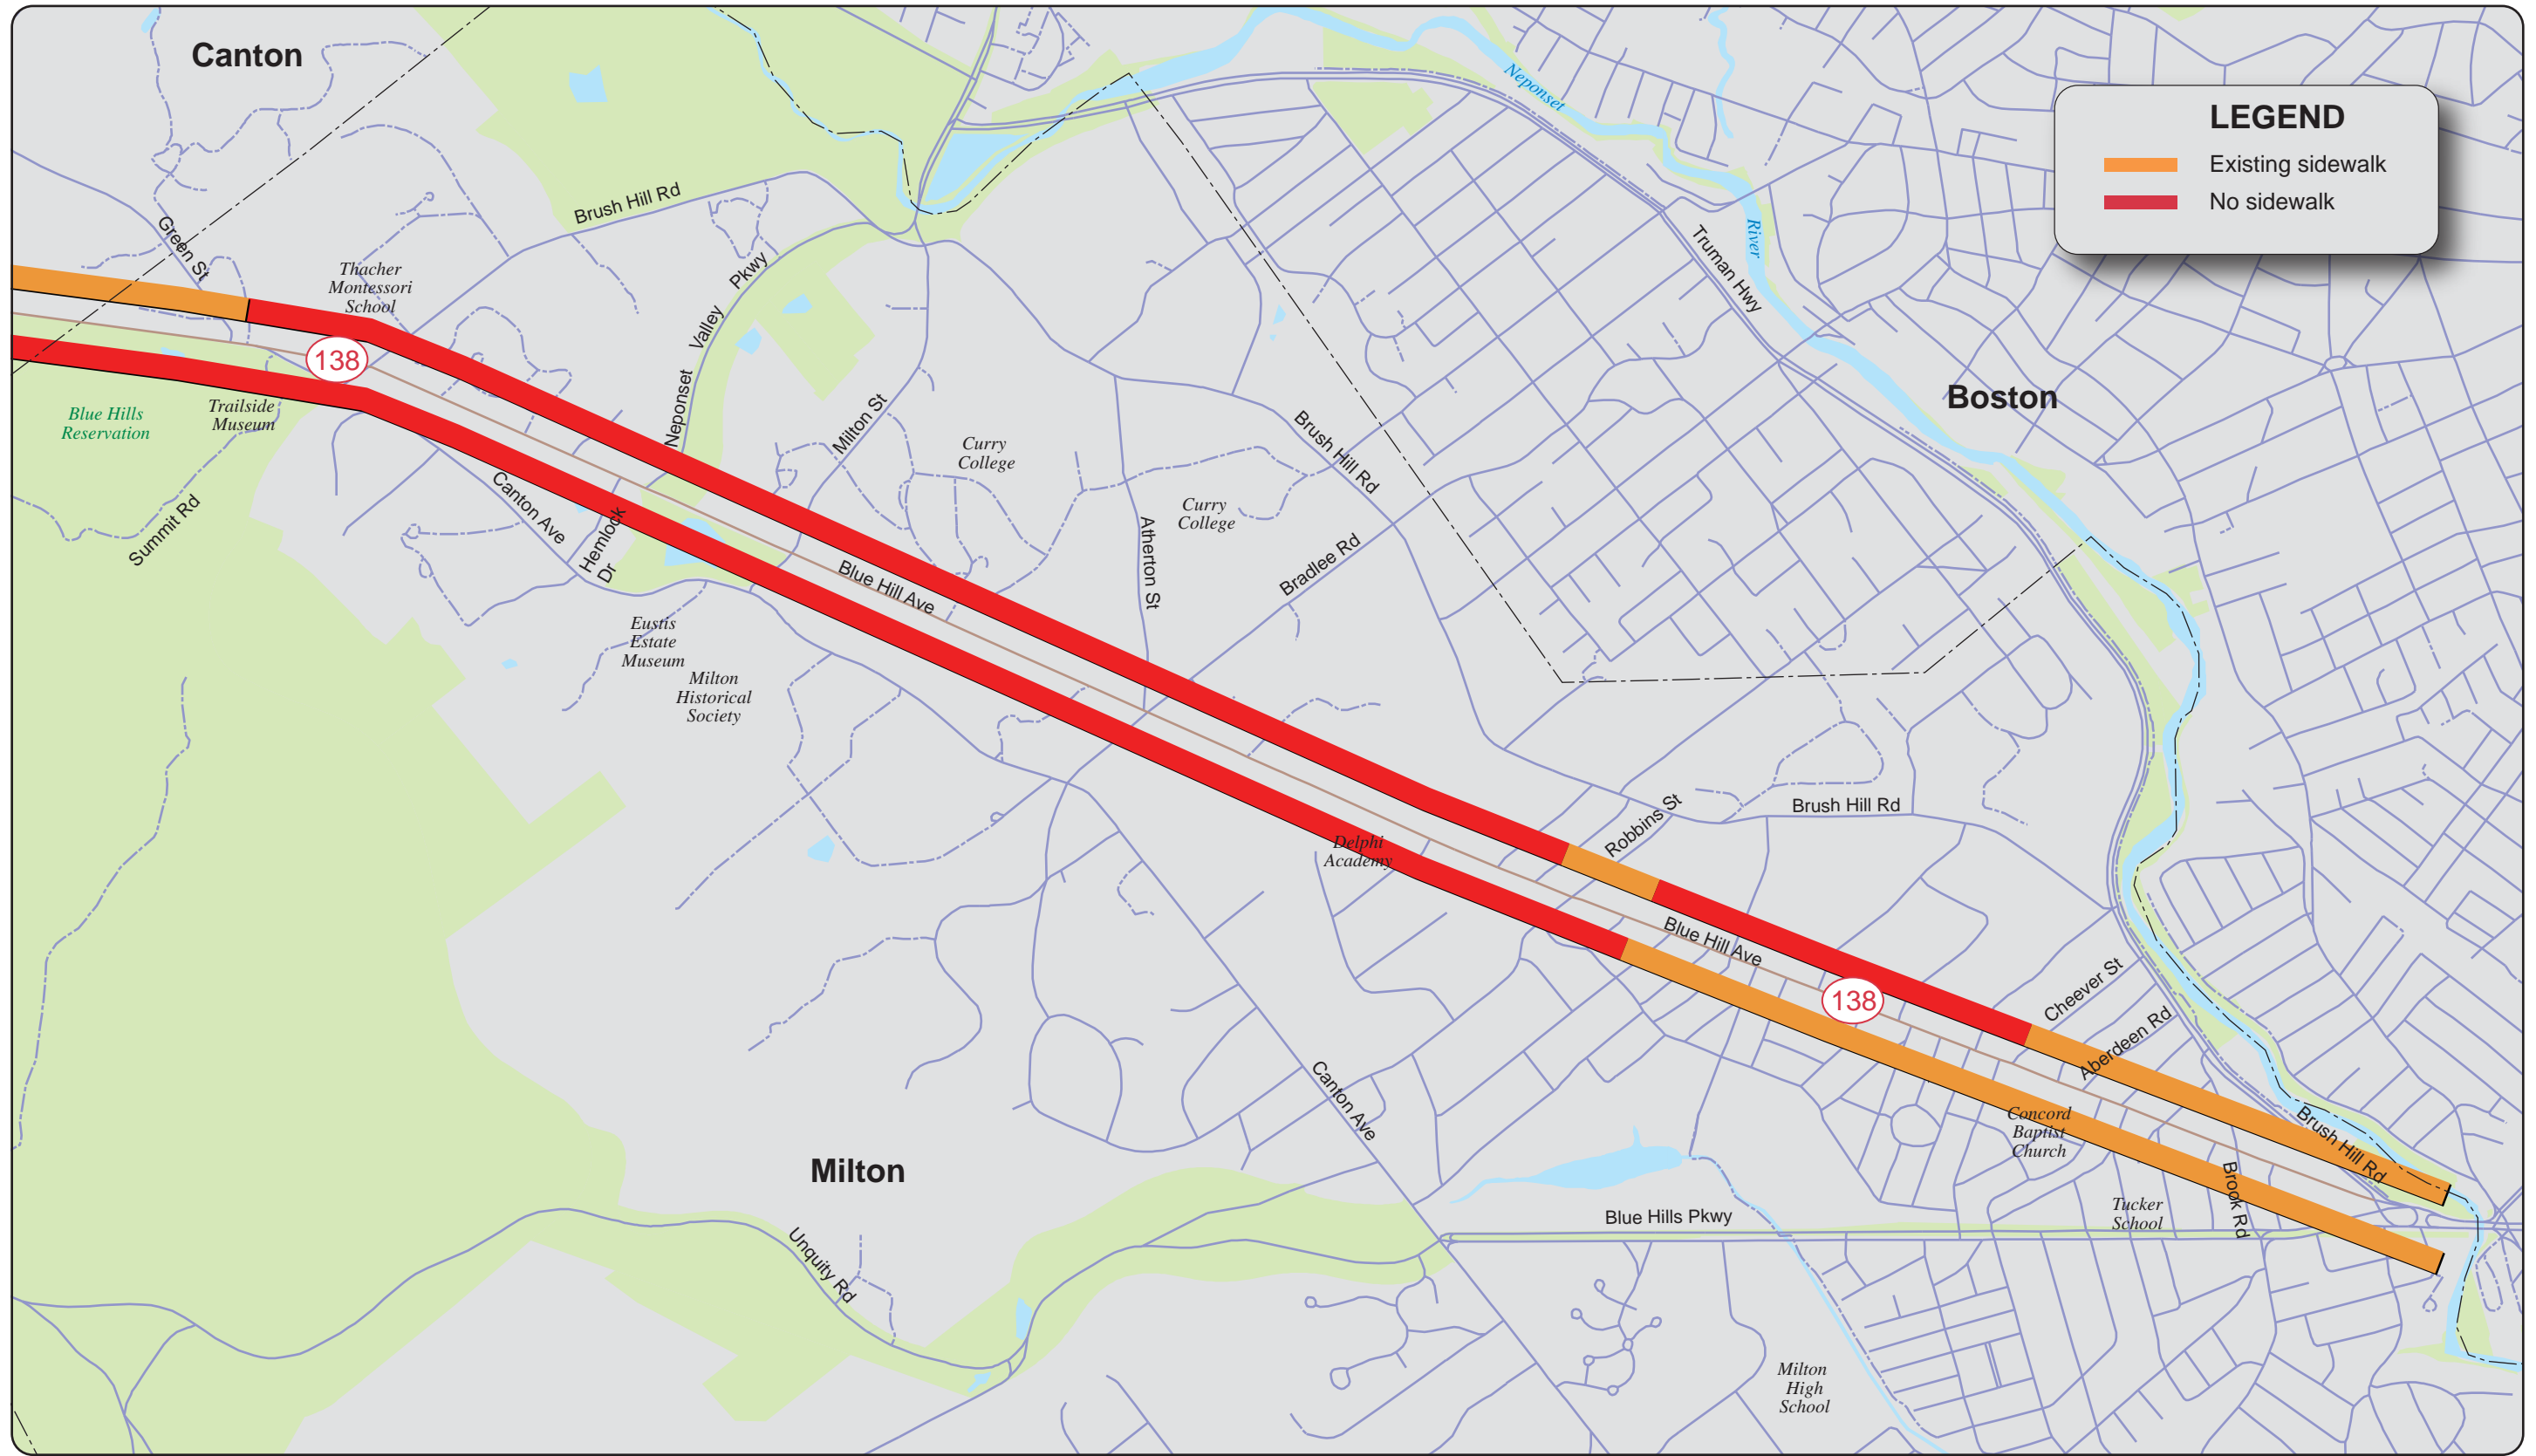 Canton
LEGEND
Existing sidewalk
No sidewalk
Neponset
River
Brush Hill Rd
Green St
Thacher
Montessori
School
Pkwy
Valley
Neponset
Truman Hwy
138
Boston
Blue Hills
Reservation
Trailside
Museum
Milton St
Curry
College
Brush Hill Rd
Summit Rd
Canton Ave
Hemlock
Dr
Curry
College
Atherton St
Bradlee Rd
Blue Hill Ave
Eustis
Estate
Museum
Milton
Historical
Society
Delphi
Academy
Robbins St
Brush Hill Rd
Blue Hill Ave
138
Cheever St
Aberdeen Rd
Canton Ave
Concord
Baptist
Church
Brush Hill Rd
Milton
Brook Rd
Tucker
School
Blue Hills Pkwy
Unquity Rd
Milton
High
School